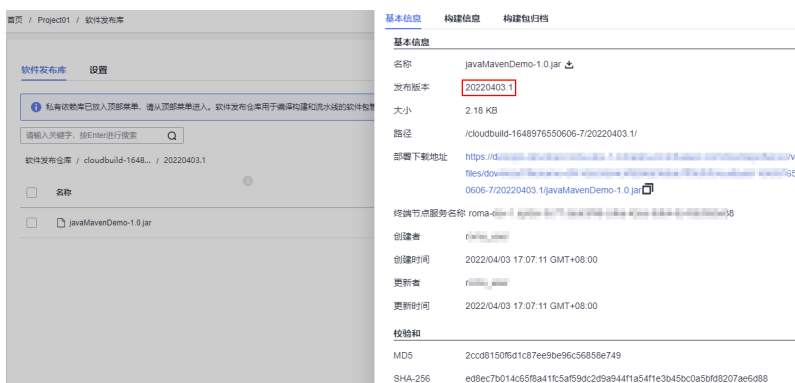 首页 / Project01 / 软件发布库
软件发布库 设置
私有依赖库已放入顶部菜单，请从顶部菜单进入。软件发布仓库用于编译构建和流水线的软件包管
请输入关键字，按Enter进行搜索
软件发布仓库 / cloudbuild-1648... / 20220403.1
名称
javaMavenDemo-1.0.jar
基本信息 构建信息 构建包归档
基本信息
名称 javaMavenDemo-1.0.jar
发布版本 20220403.1
大小 2.18 KB
路径 /cloudbuild-1648976550606-7/20220403.1/
部署下载地址 https://d
files/dov
0606-7/20220403.1/javaMavenDemo-1.0.jar
终端节点服务名称 roma-
创建者
创建时间 2022/04/03 17:07:11 GMT+08:00
更新者
更新时间 2022/04/03 17:07:11 GMT+08:00
校验和
MD5 2ccd8150f6d1c87ee9be96c56858e749
SHA-256 ed8ec7b014c65f8a41fc5af59dc2d9a944f1a54f1e3b45bc0a5bfd8207ae6d88